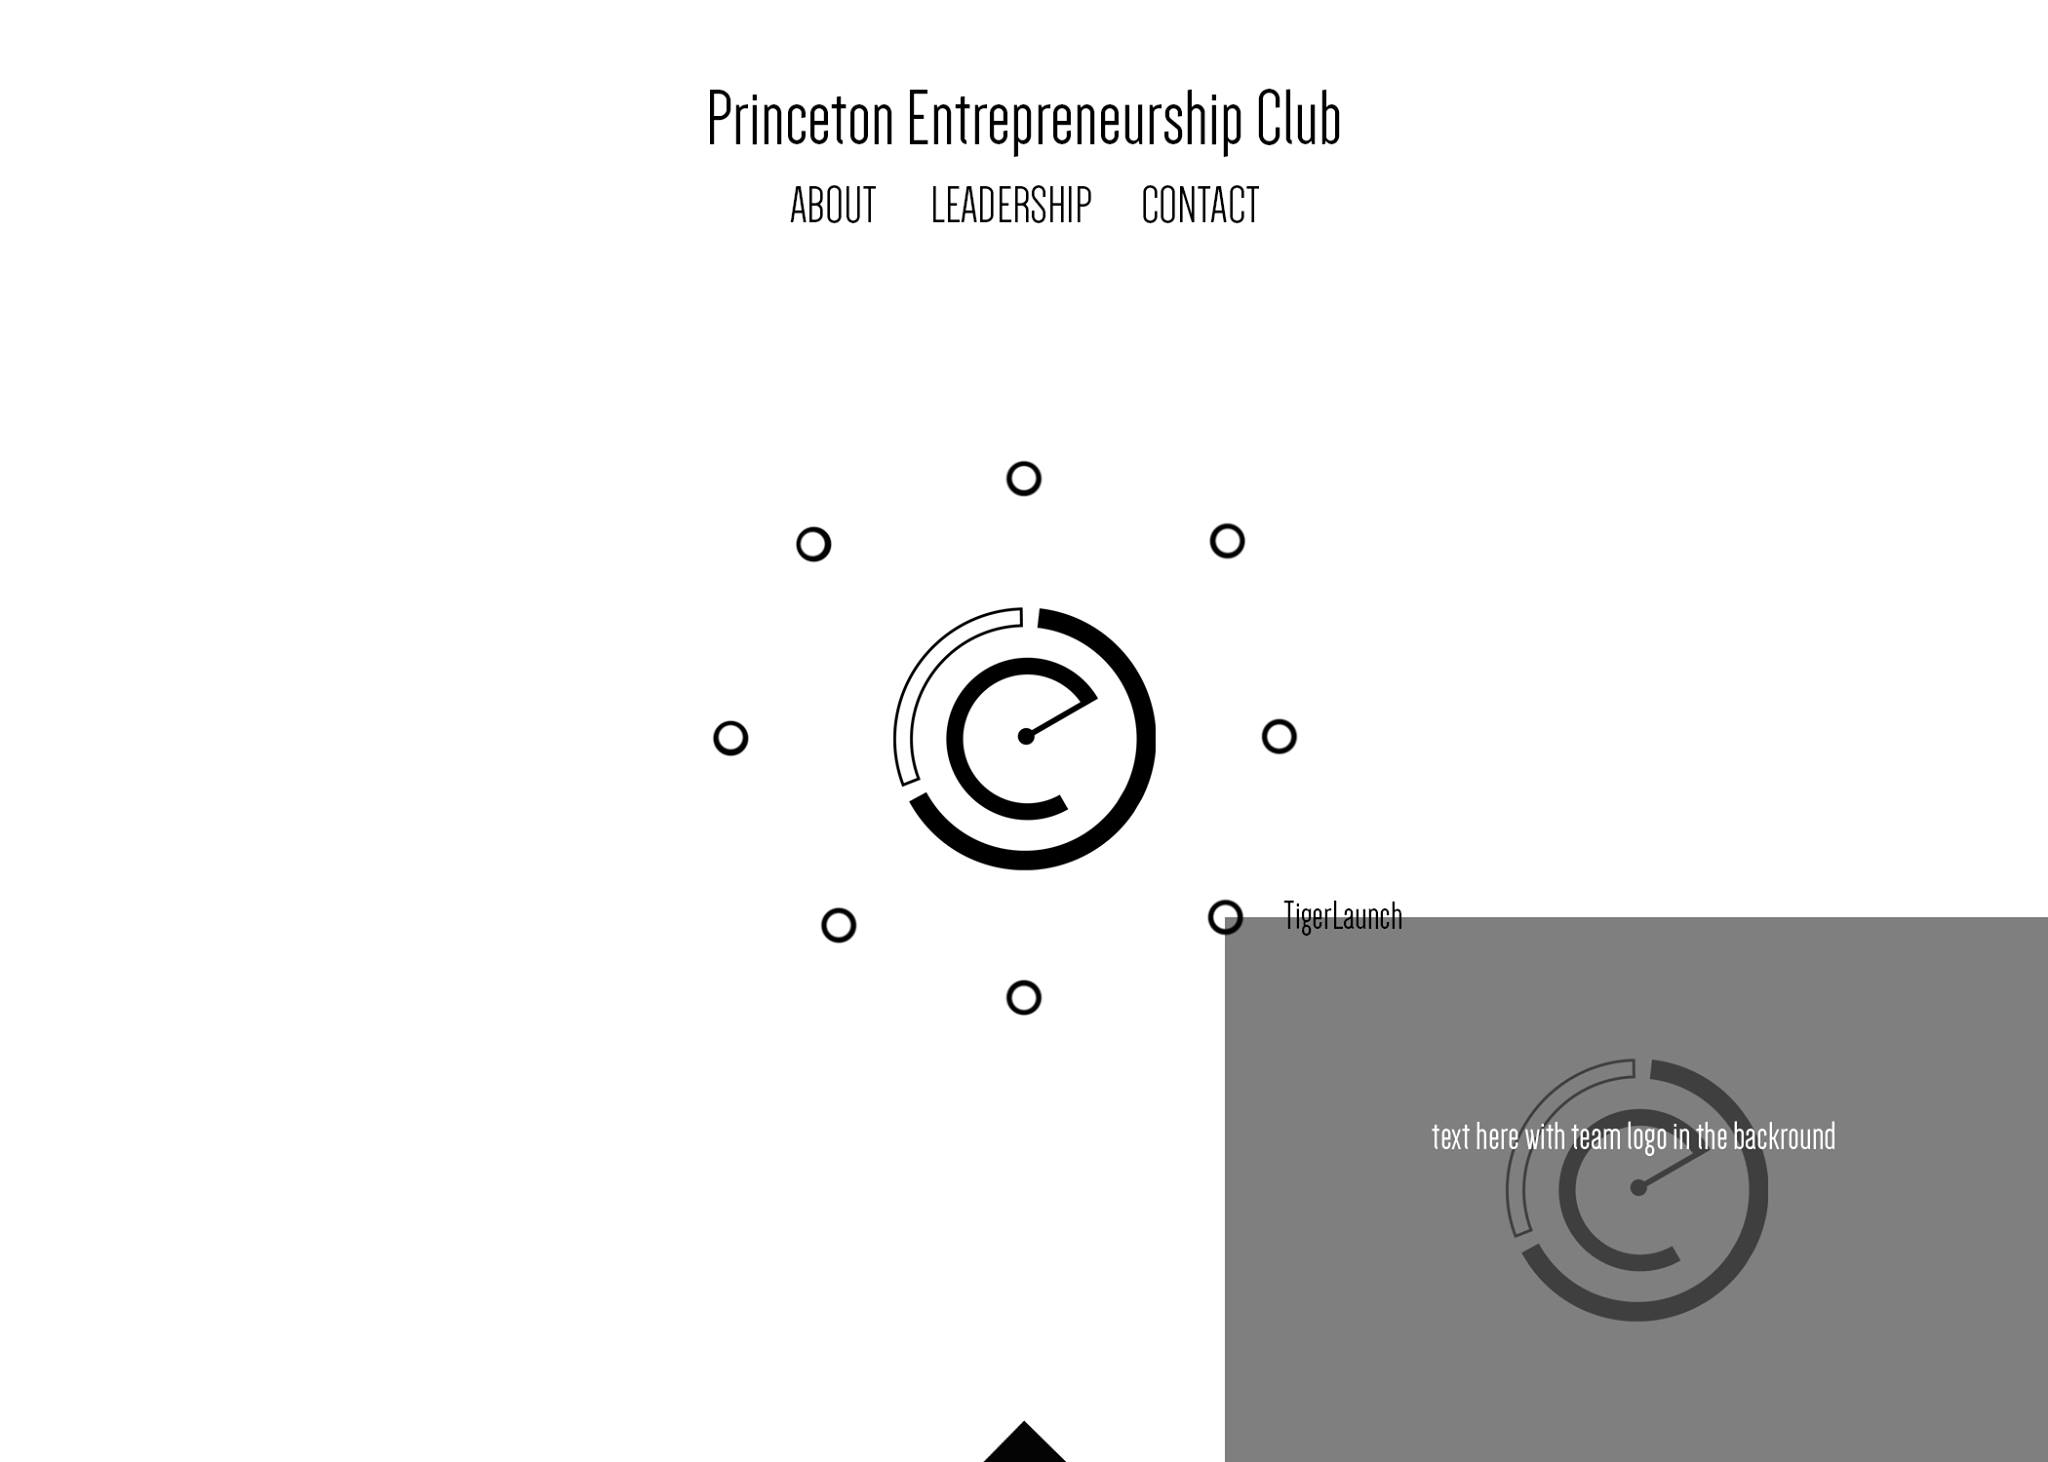 Princeton Entrepreneurship Club
ABOUT LEADERSHIP CONTACT
TigerLaunch
text here with team logo in the backround